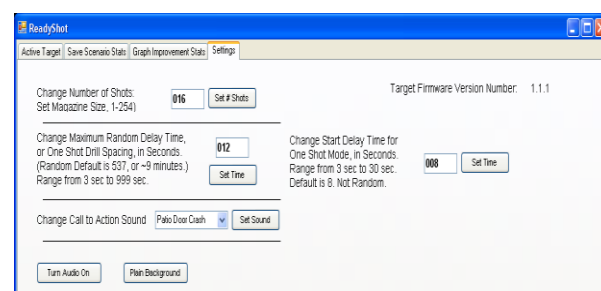 ReadyShot
Active Target Save Scenario Stats Graph Improvement Stats Settings
Change Number of Shots:
Set Magazine Size, 1-254)
016
Set # Shots
Target Firmware Version Number: 1.1.1
Change Maximum Random Delay Time,
or One Shot Drill Spacing, in Seconds.
(Random Default is 537, or ~9 minutes.)
Range from 3 sec to 999 sec.
012
Set Time
Change Start Delay Time for
One Shot Mode, in Seconds.
Range from 3 sec to 30 sec.
Default is 8. Not Random.
008
Set Time
Change Call to Action Sound
Patio Door Crash
Set Sound
Turn Audio On
Plain Background